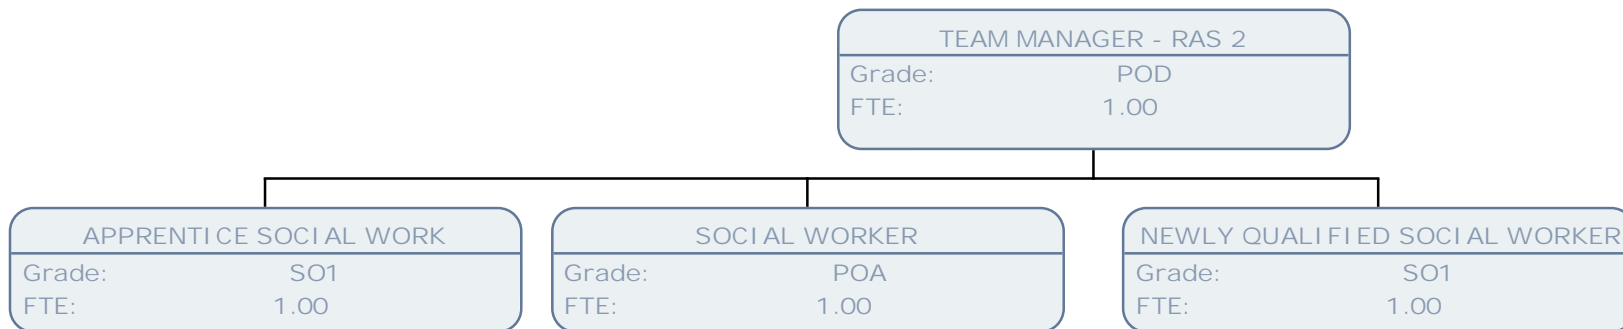 TEAM MANAGER - RAS 2
Grade: POD
FTE: 1.00
APPRENTICE SOCIAL WORK
Grade: SO1
FTE: 1.00
SOCIAL WORKER
Grade: POA
FTE: 1.00
NEWLY QUALIFIED SOCIAL WORKER
Grade: SO1
FTE: 1.00